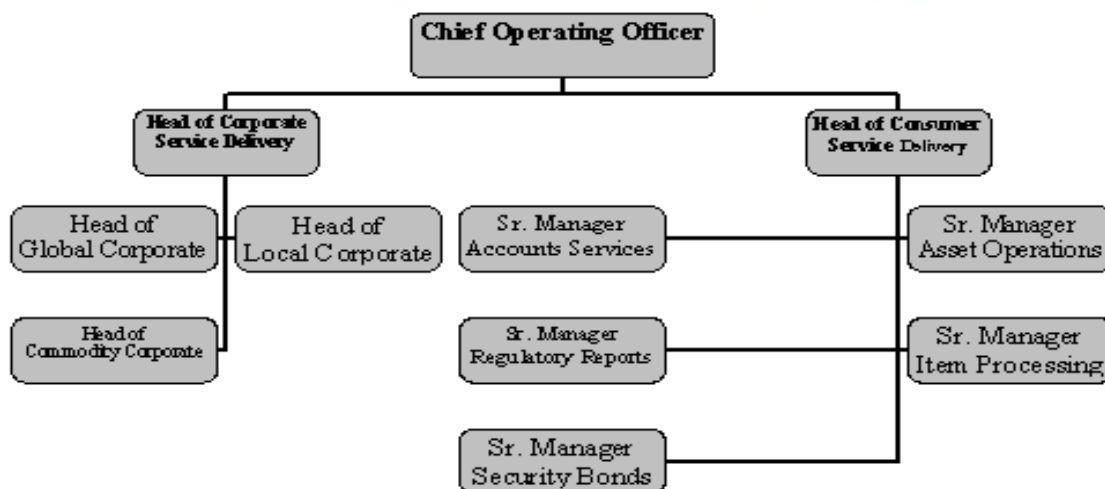 Chief Operating Officer
Head of Corporate
Service Delivery
Head of Consumer
Service Delivery
Head of
Global Corporate
Head of
Local Corporate
Sr. Manager
Accounts Services
Sr. Manager
Asset Operations
Head of
Commodity Corporate
Sr. Manager
Regulatory Reports
Sr. Manager
Item Processing
Sr. Manager
Security Bonds